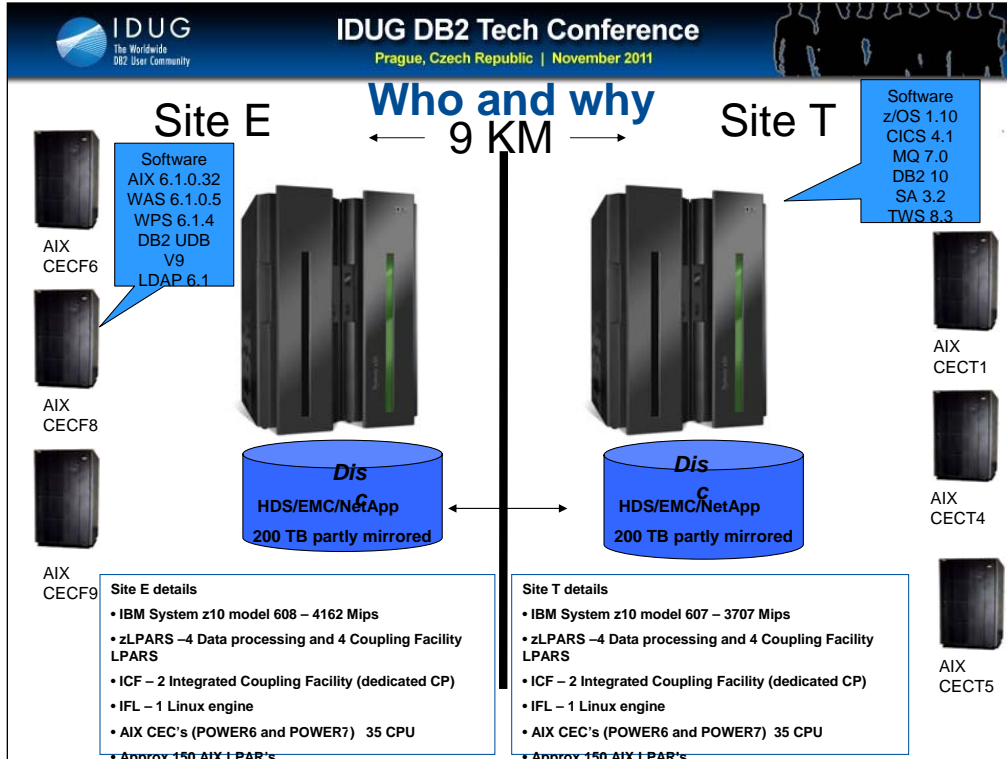 IDUG
The Worldwide
DB2 User Community
IDUG DB2 Tech Conference
Prague, Czech Republic | November 2011
Who and why
Site E
9 KM
Site T
Software
AIX 6.1.0.32
WAS 6.1.0.5
WPS 6.1.4
DB2 UDB
V9
LDAP 6.1
Software
z/OS 1.10
CICS 4.1
MQ 7.0
DB2 10
SA 3.2
TWS 8.3
AIX
CECF6
AIX
CECF8
AIX
CECF9
AIX
CECT1
AIX
CECT4
AIX
CECT5
Dis
c
HDS/EMC/NetApp
200 TB partly mirrored
Dis
c
HDS/EMC/NetApp
200 TB partly mirrored
Site E details
• IBM System z10 model 608 – 4162 Mips
• zLPARS –4 Data processing and 4 Coupling Facility
LPARS
• ICF – 2 Integrated Coupling Facility (dedicated CP)
• IFL – 1 Linux engine
• AIX CEC's (POWER6 and POWER7) 35 CPU
• Approx 150 AIX LPAR's
Site T details
• IBM System z10 model 607 – 3707 Mips
• zLPARS –4 Data processing and 4 Coupling Facility
LPARS
• ICF – 2 Integrated Coupling Facility (dedicated CP)
• IFL – 1 Linux engine
• AIX CEC's (POWER6 and POWER7) 35 CPU
• Approx 150 AIX LPAR's